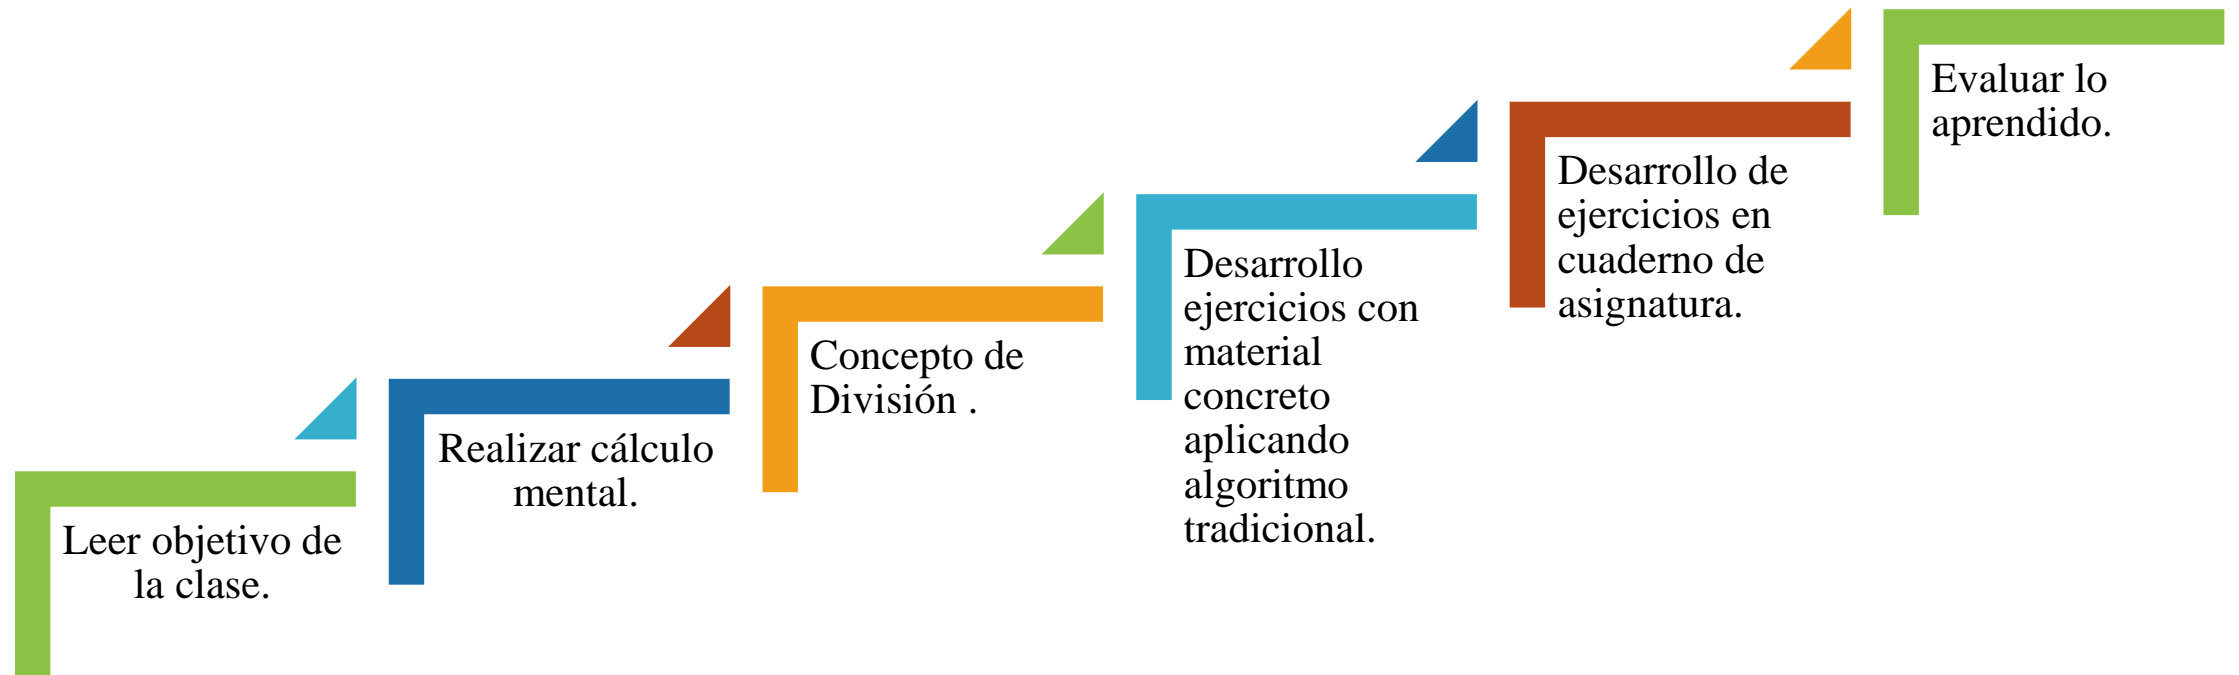 Leer objetivo de
la clase.
Realizar cálculo
mental.
Concepto de
División .
Desarrollo
ejercicios con
material
concreto
aplicando
algoritmo
tradicional.
Desarrollo de
ejercicios en
cuaderno de
asignatura.
Evaluar lo
aprendido.